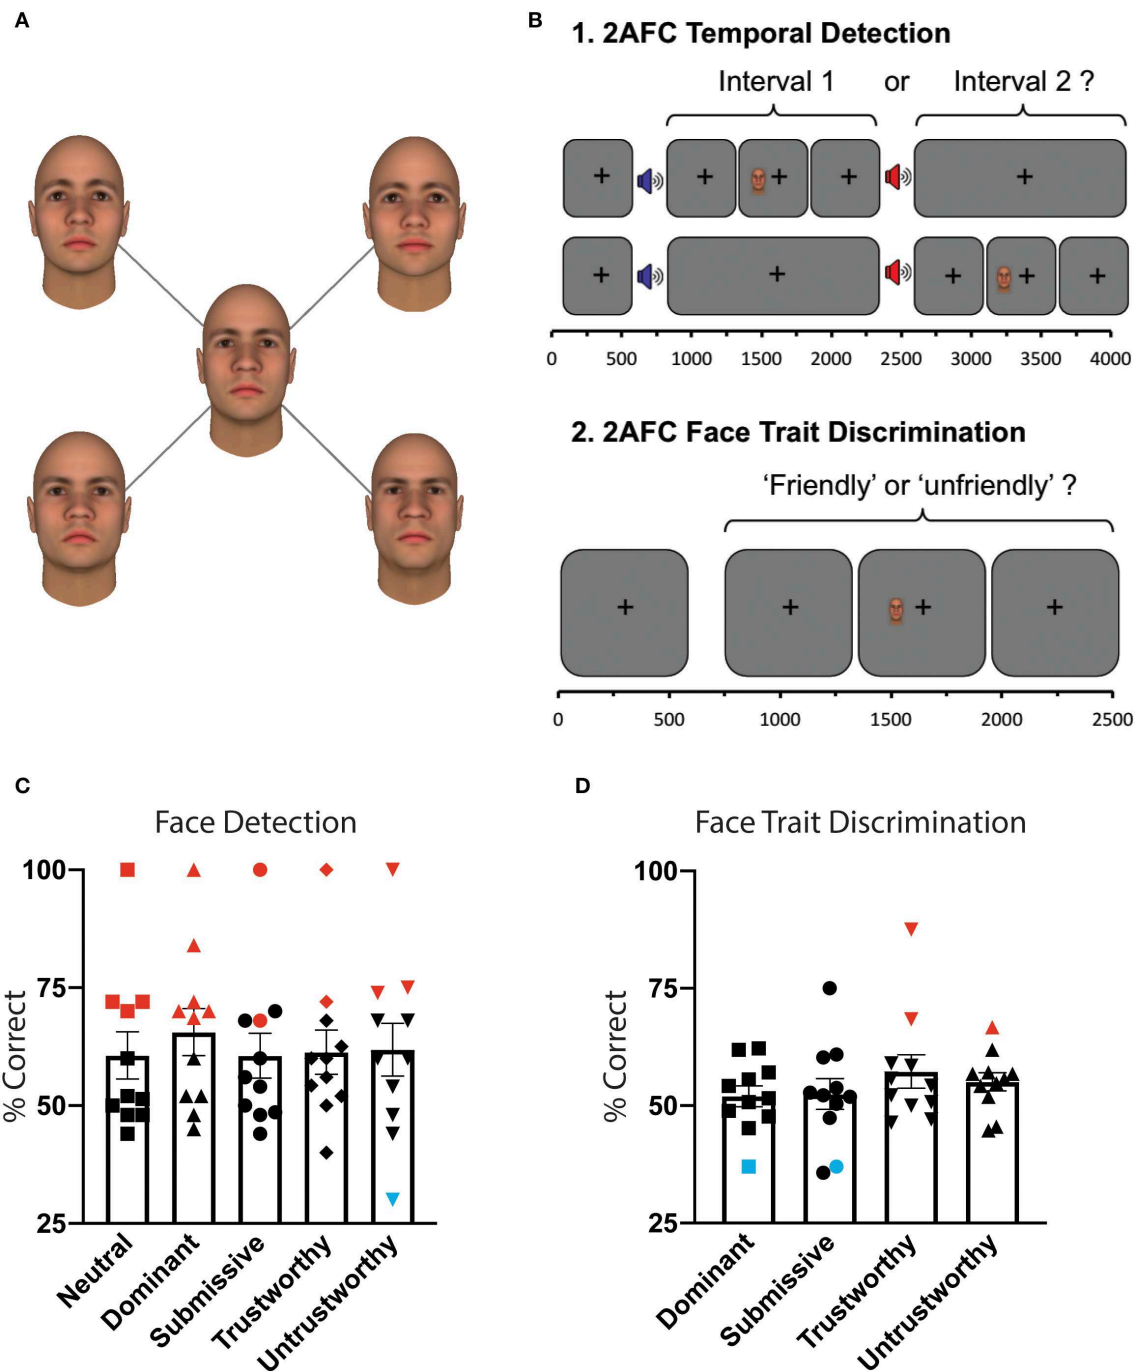 A
B
1. 2AFC Temporal Detection
Interval 1 or Interval 2 ?
0 500 1000 1500 2000 2500 3000 3500 4000
2. 2AFC Face Trait Discrimination
‘Friendly’ or ‘unfriendly’ ?
0 500 1000 1500 2000 2500
C
Face Detection
% Correct
100
75
50
25
Neutral
Dominant
Submissive
Trustworthy
Untrustworthy
D
Face Trait Discrimination
% Correct
100
75
50
25
Dominant
Submissive
Trustworthy
Untrustworthy